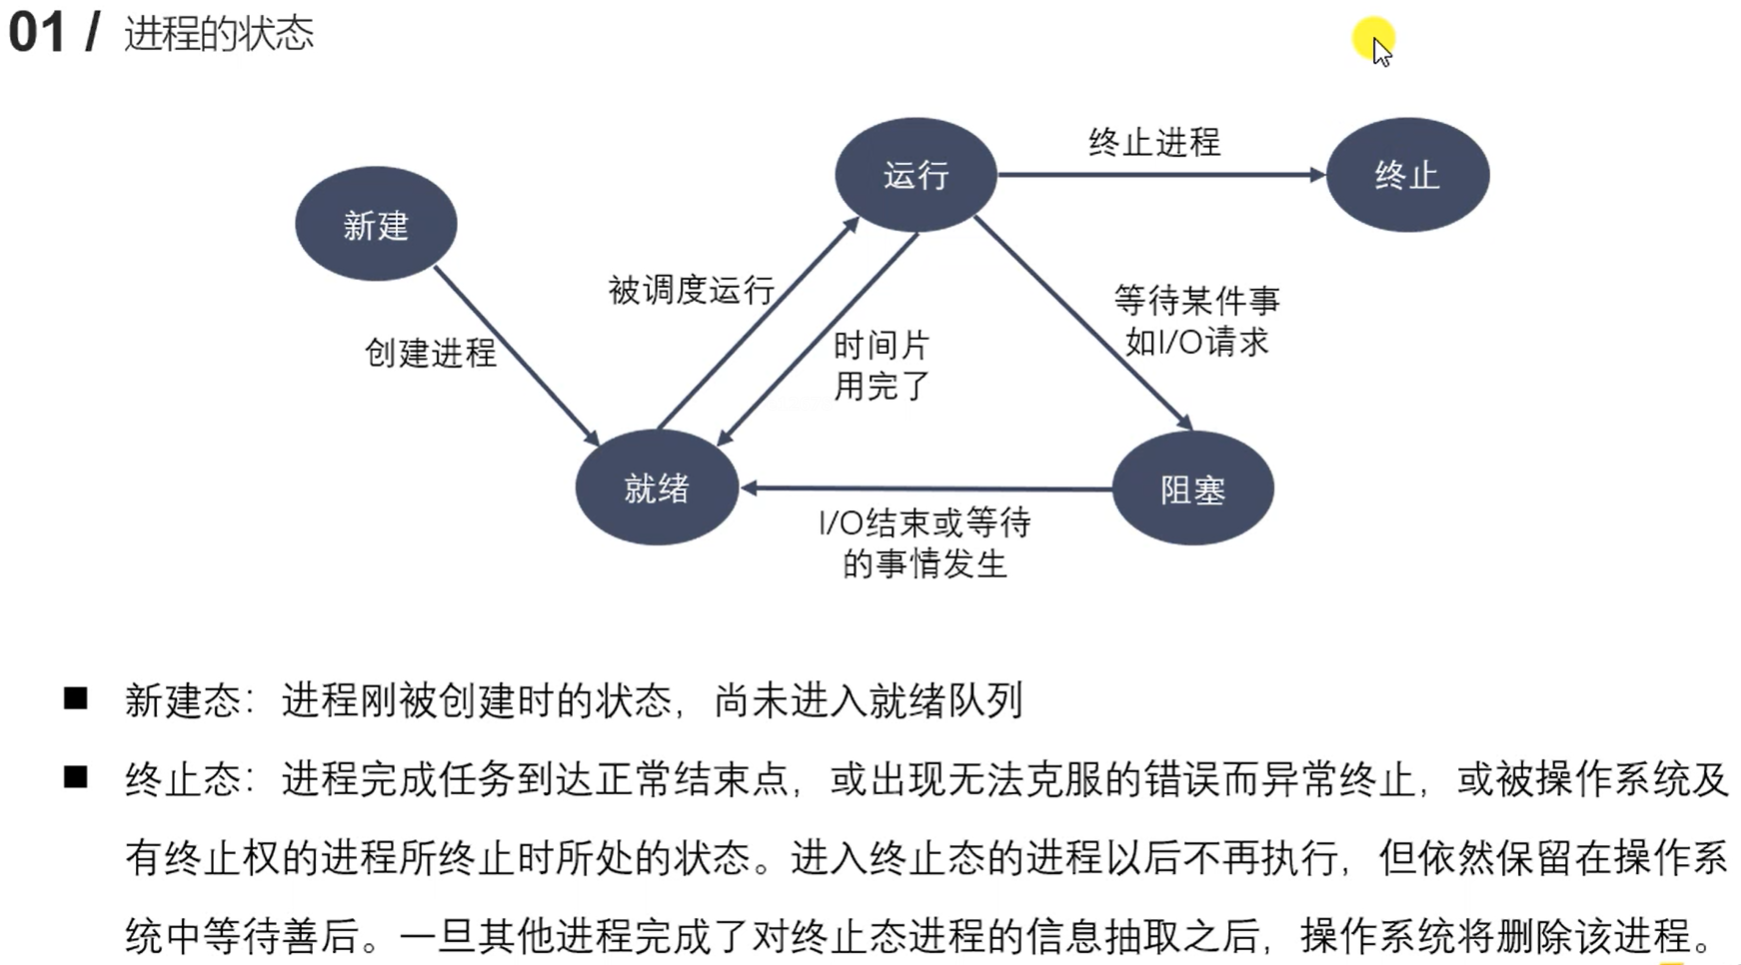 01 / 进程的状态
运行
终止进程
终止
新建
被调度运行
等待某件事
如I/O请求
创建进程
时间片
用完了
就绪
阻塞
I/O结束或等待
的事情发生
■ 新建态：进程刚被创建时的状态，尚未进入就绪队列
■ 终止态：进程完成任务到达正常结束点，或出现无法克服的错误而异常终止，或被操作系统及
有终止权的进程所终止时所处的状态。进入终止态的进程以后不再执行，但依然保留在操作系
统中等待善后。一旦其他进程完成了对终止态进程的信息抽取之后，操作系统将删除该进程。